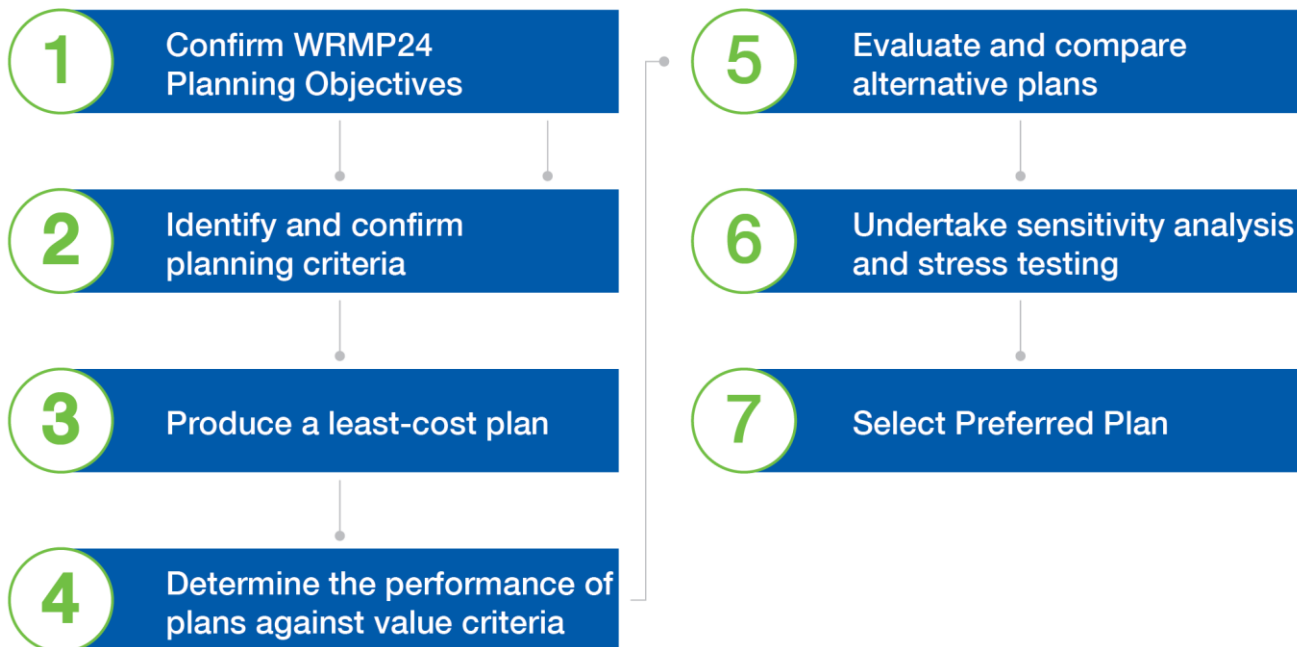 1
Confirm WRMP24
Planning Objectives
2
Identify and confirm
planning criteria
3
Produce a least-cost plan
4
Determine the performance of
plans against value criteria
5
Evaluate and compare
alternative plans
6
Undertake sensitivity analysis
and stress testing
7
Select Preferred Plan